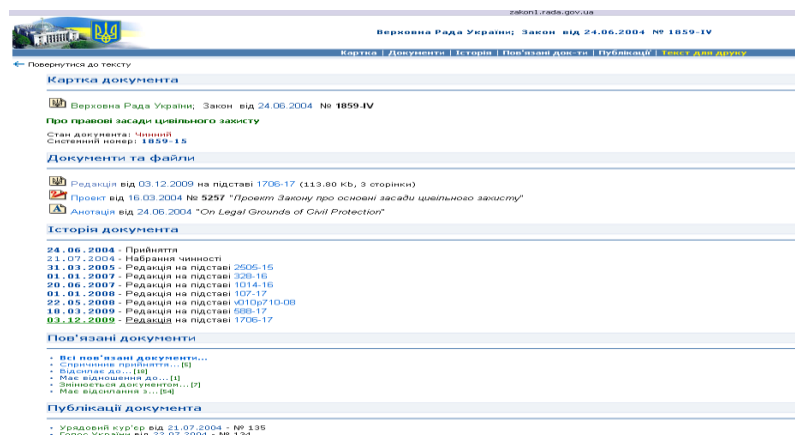 zakon1.rada.gov.ua
Верховна Рада України; Закон від 24.06.2004 № 1859-IV
Картка | Документи | Історія | Пов'язані док-ти | Публікації | Текст для друку
← Повернутися до тексту
Картка документа
Верховна Рада України; Закон від 24.06.2004 № 1859-IV
Про правові засади цивільного захисту
Стан документа: Чинний
Системний номер: 1859-15
Документи та файли
Редакція від 03.12.2009 на підставі 1706-17 (113.80 Kb, 3 сторінки)
Проект від 16.03.2004 № 5257 "Проект Закону про основні засади цивільного захисту"
Анотація від 24.06.2004 "On Legal Grounds of Civil Protection"
Історія документа
24.06.2004 - Прийняття
21.07.2004 - Набрання чинності
31.03.2005 - Редакція на підставі 2505-15
01.01.2007 - Редакція на підставі 328-16
20.06.2007 - Редакція на підставі 1014-16
01.01.2008 - Редакція на підставі 107-17
22.05.2008 - Редакція на підставі v010p710-08
18.03.2009 - Редакція на підставі 588-17
03.12.2009 - Редакція на підставі 1706-17
Пов'язані документи
• Всі пов'язані документи...
• Спричинив прийняття...[5]
• Відсилає до...[18]
• Має відношення до...[1]
• Змінюється документом...[7]
• Має відсилання з...[54]
Публікації документа
• Урядовий кур'єр від 21.07.2004 - № 135
• Голос України від 22.07.2004 - № 134